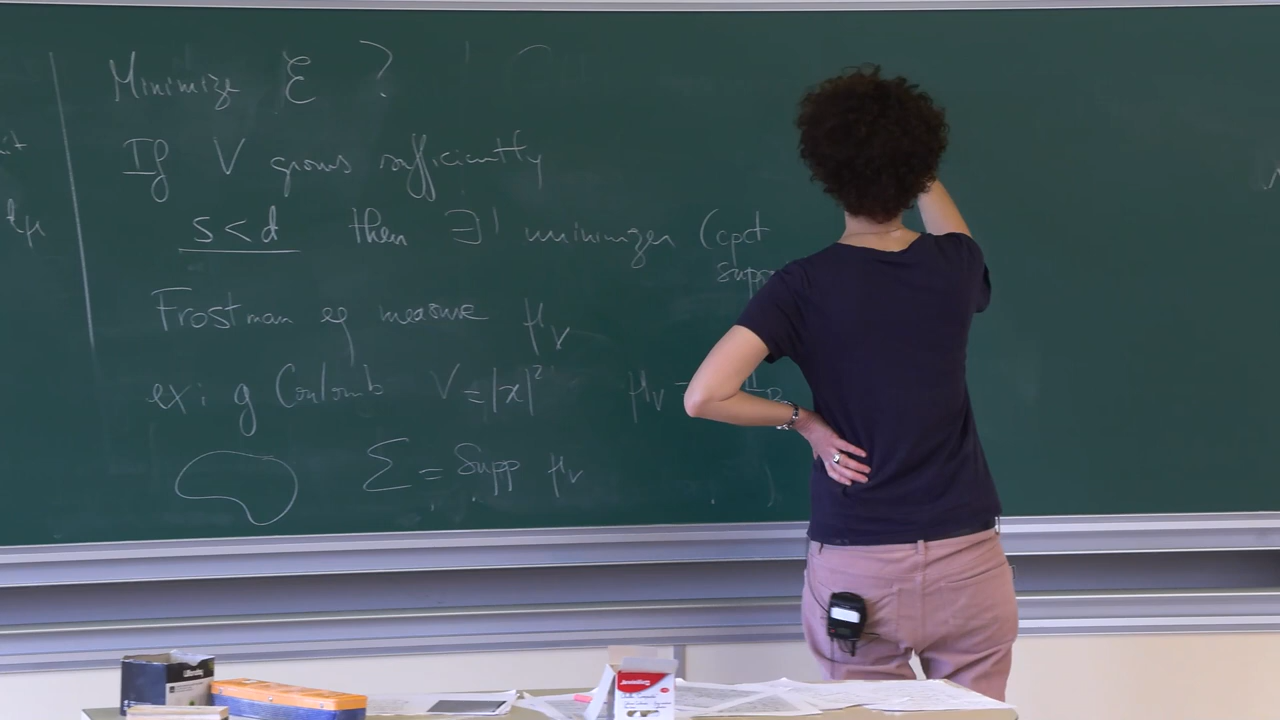 Minimize ℰ ?
If V grows sufficiently
s < d then ∃! minimizer (cpct
supp
Frostman eq measure μ_V
ex: g Coulomb V = |x|² μ_V
Σ = Supp μ_V